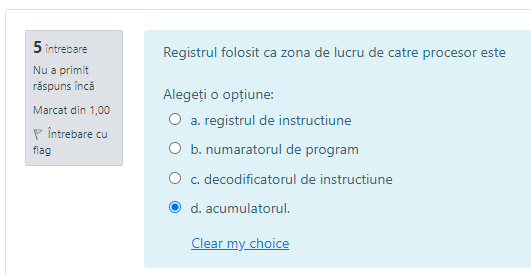 5 întrebare
Nu a primit
răspuns încă
Marcat din 1,00
Întrebare cu
flag
Registrul folosit ca zona de lucru de catre procesor este
Alegeți o opțiune:
a. registrul de instructiune
b. numaratorul de program
c. decodificatorul de instructiune
d. acumulatorul.
Clear my choice